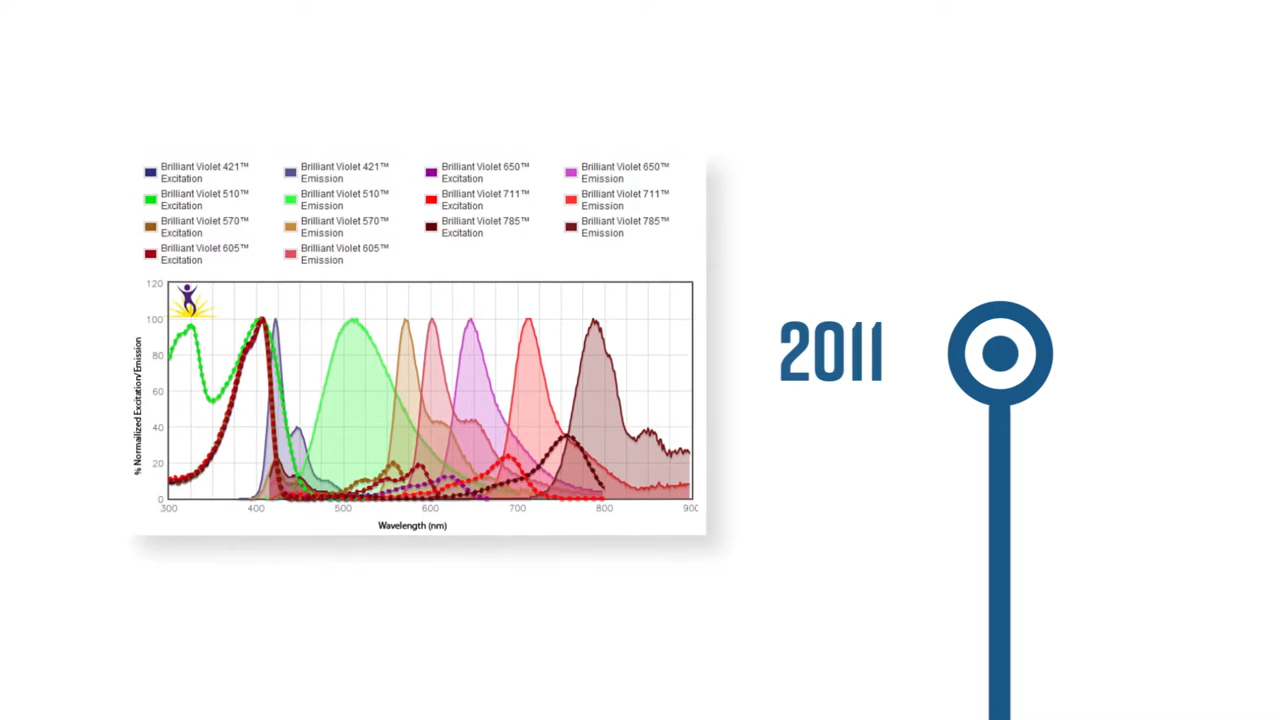 Brilliant Violet 421™ Excitation
Brilliant Violet 421™ Emission
Brilliant Violet 650™ Excitation
Brilliant Violet 650™ Emission
Brilliant Violet 510™ Excitation
Brilliant Violet 510™ Emission
Brilliant Violet 711™ Excitation
Brilliant Violet 711™ Emission
Brilliant Violet 570™ Excitation
Brilliant Violet 570™ Emission
Brilliant Violet 785™ Excitation
Brilliant Violet 785™ Emission
Brilliant Violet 605™ Excitation
Brilliant Violet 605™ Emission
% Normalized Excitation/Emission
120
100
80
60
40
20
0
300 400 500 600 700 800 900
Wavelength (nm)
2011